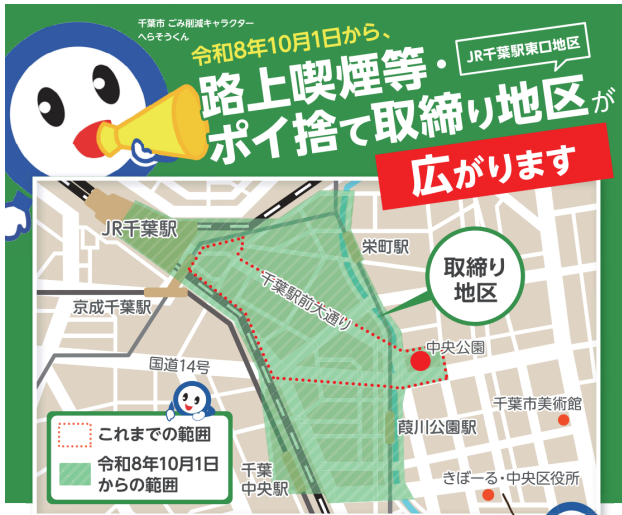 千葉市 ごみ削減キャラクター
へらそうくん
令和8年10月1日から、
JR千葉駅東口地区
路上喫煙等・
ポイ捨て取締り地区が
広がります
JR千葉駅
栄町駅
取締り
地区
千葉駅前大通り
京成千葉駅
中央公園
国道14号
千葉市美術館
これまでの範囲
葭川公園駅
令和8年10月1日
からの範囲
千葉
中央駅
きぼーる・中央区役所